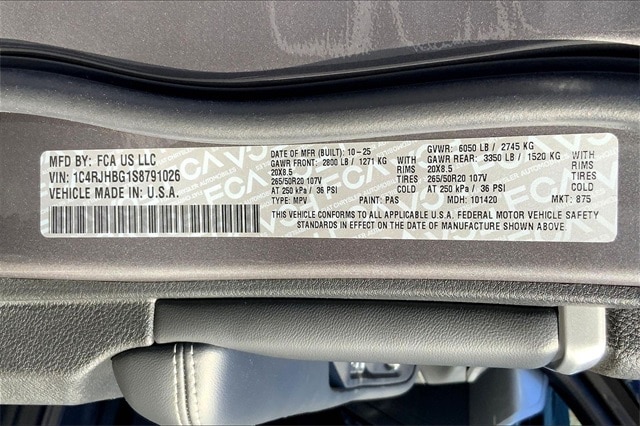 MFD BY: FCA US LLC
VIN: 1C4RJHBG1S8791026
VEHICLE MADE IN U.S.A.
DATE OF MFR (BUILT): 10-25
GVWR: 6050 LB / 2745 KG
GAWR FRONT: 2800 LB / 1271 KG WITH
GAWR REAR: 3350 LB / 1520 KG WITH
20X8.5 RIMS
20X8.5 RIMS
265/50R20 107V TIRES
265/50R20 107V TIRES
AT 250 kPa / 36 PSI
AT 250 kPa / 36 PSI
TYPE: MPV PAINT: PAS MDH: 101420 MKT: 875
THIS VEHICLE CONFORMS TO ALL APPLICABLE U.S.A. FEDERAL MOTOR VEHICLE SAFETY
STANDARDS IN EFFECT ON THE DATE OF MANUFACTURE SHOWN ABOVE.